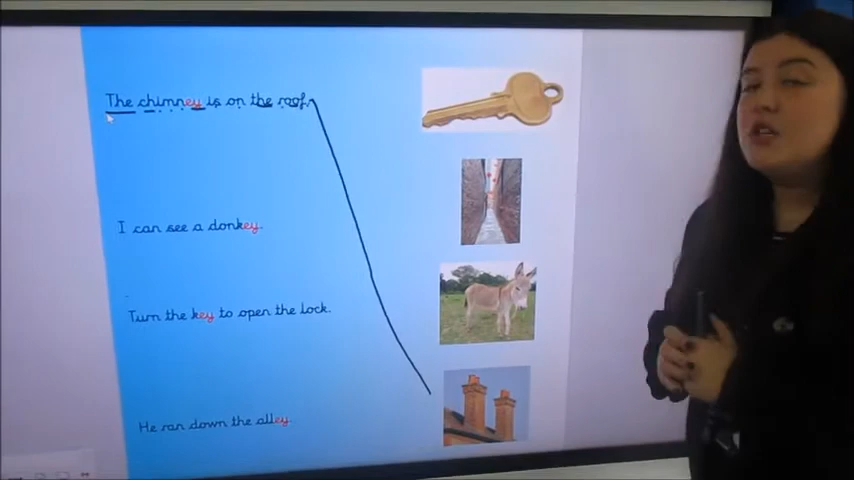 The chimney is on the roof.
I can see a donkey.
Turn the key to open the lock.
He ran down the alley.